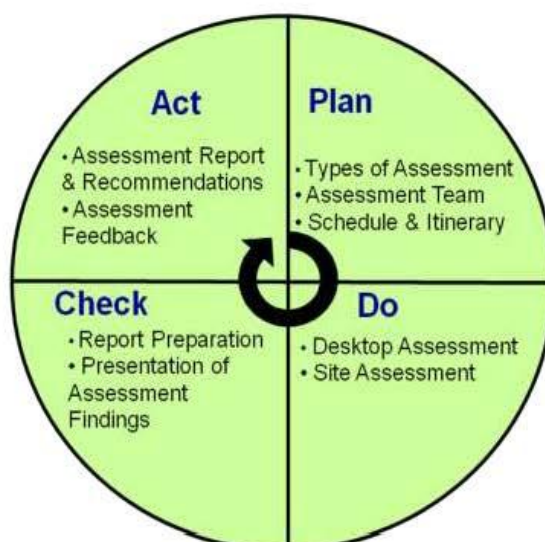 Act
• Assessment Report
& Recommendations
• Assessment
Feedback
Plan
• Types of Assessment
• Assessment Team
• Schedule & Itinerary
Check
• Report Preparation
• Presentation of
Assessment
Findings
Do
• Desktop Assessment
• Site Assessment